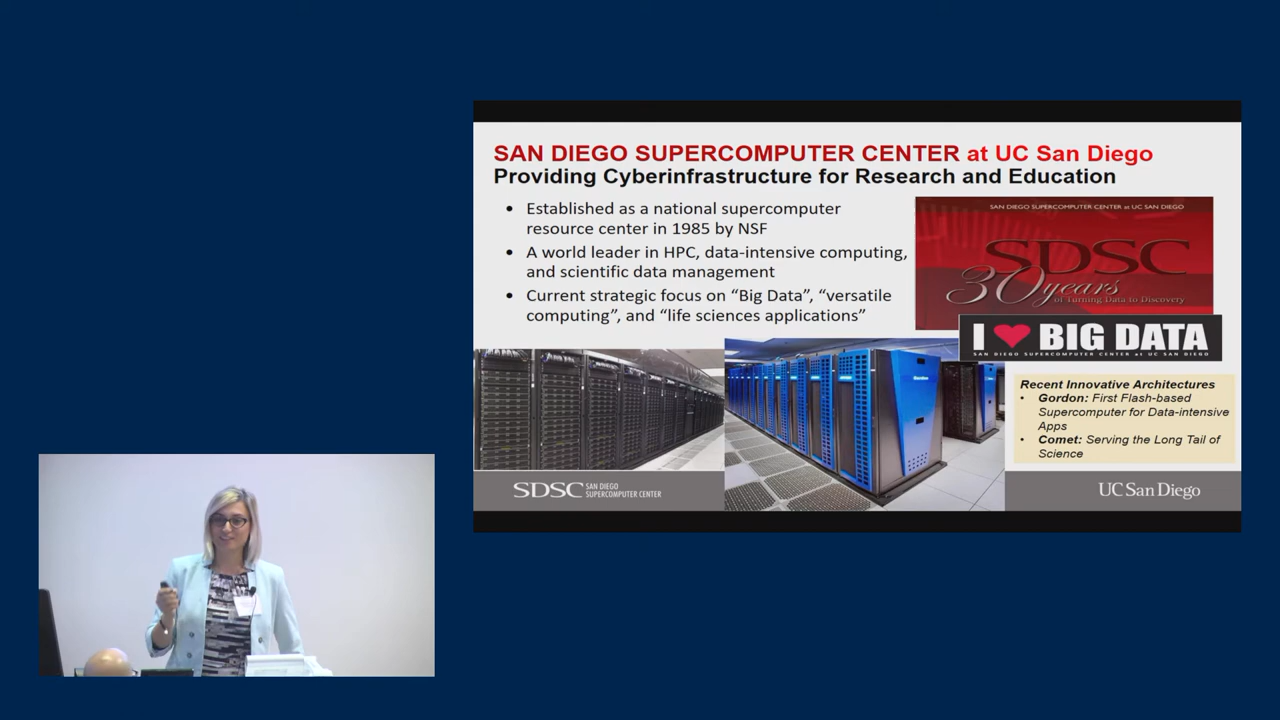 SAN DIEGO SUPERCOMPUTER CENTER at UC San Diego
Providing Cyberinfrastructure for Research and Education
• Established as a national supercomputer
resource center in 1985 by NSF
• A world leader in HPC, data-intensive computing,
and scientific data management
• Current strategic focus on “Big Data”, “versatile
computing”, and “life sciences applications”
SAN DIEGO SUPERCOMPUTER CENTER at UC SAN DIEGO
SDSC
30 years
of Turning Data to Discovery
I ❤ BIG DATA
SAN DIEGO SUPERCOMPUTER CENTER at UC SAN DIEGO
Recent Innovative Architectures
• Gordon: First Flash-based
Supercomputer for Data-intensive
Apps
• Comet: Serving the Long Tail of
Science
SDSC SAN DIEGO
SUPERCOMPUTER CENTER
UC San Diego